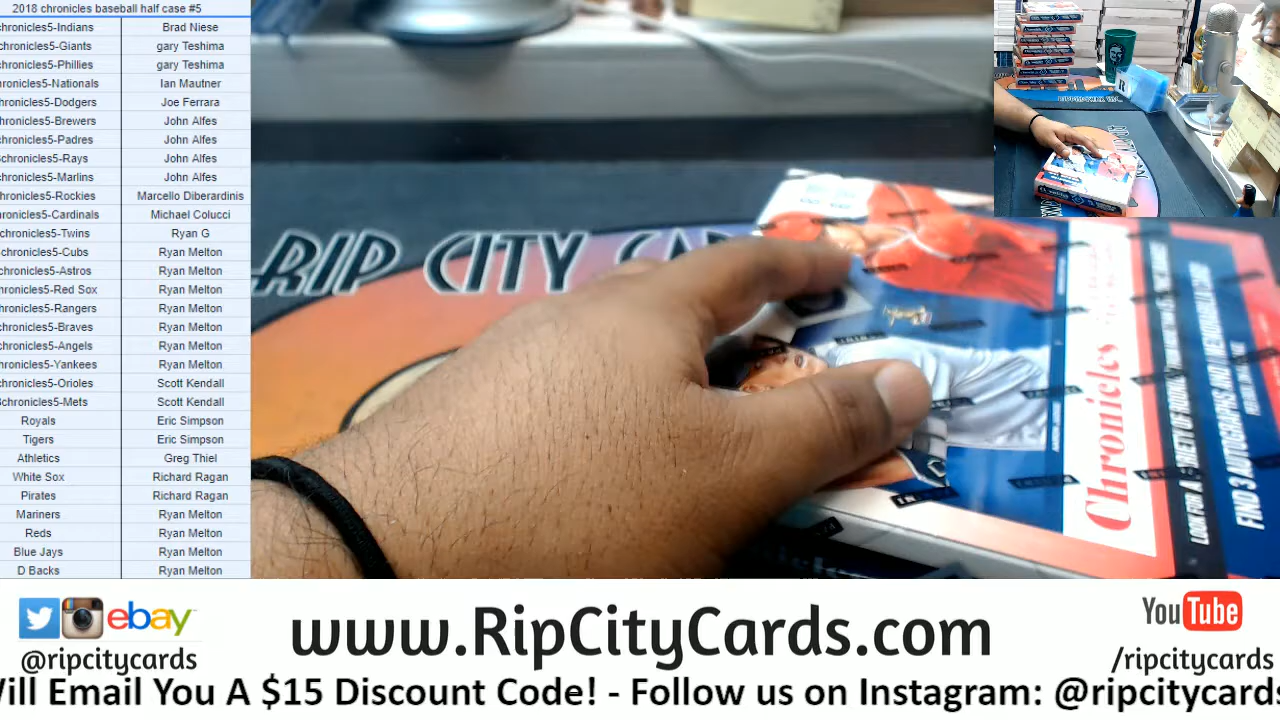 2018 chronicles baseball half case #5
chronicles5-Indians Brad Niese
chronicles5-Giants gary Teshima
chronicles5-Phillies gary Teshima
ronicles5-Nationals Ian Mautner
hronicles5-Dodgers Joe Ferrara
hronicles5-Brewers John Alfes
chronicles5-Padres John Alfes
chronicles5-Rays John Alfes
chronicles5-Marlins John Alfes
hronicles5-Rockies Marcello Diberardinis
ronicles5-Cardinals Michael Colucci
chronicles5-Twins Ryan G
chronicles5-Cubs Ryan Melton
chronicles5-Astros Ryan Melton
hronicles5-Red Sox Ryan Melton
hronicles5-Rangers Ryan Melton
chronicles5-Braves Ryan Melton
chronicles5-Angels Ryan Melton
hronicles5-Yankees Ryan Melton
chronicles5-Orioles Scott Kendall
chronicles5-Mets Scott Kendall
Royals Eric Simpson
Tigers Eric Simpson
Athletics Greg Thiel
White Sox Richard Ragan
Pirates Richard Ragan
Mariners Ryan Melton
Reds Ryan Melton
Blue Jays Ryan Melton
D Backs Ryan Melton
RIP CITY CA
Chronicles
LOOK FOR A
FIND 3 AUTOGRAPHS
ebay
@ripcitycards
www.RipCityCards.com
YouTube
/ripcitycards
Will Email You A $15 Discount Code! - Follow us on Instagram: @ripcitycards